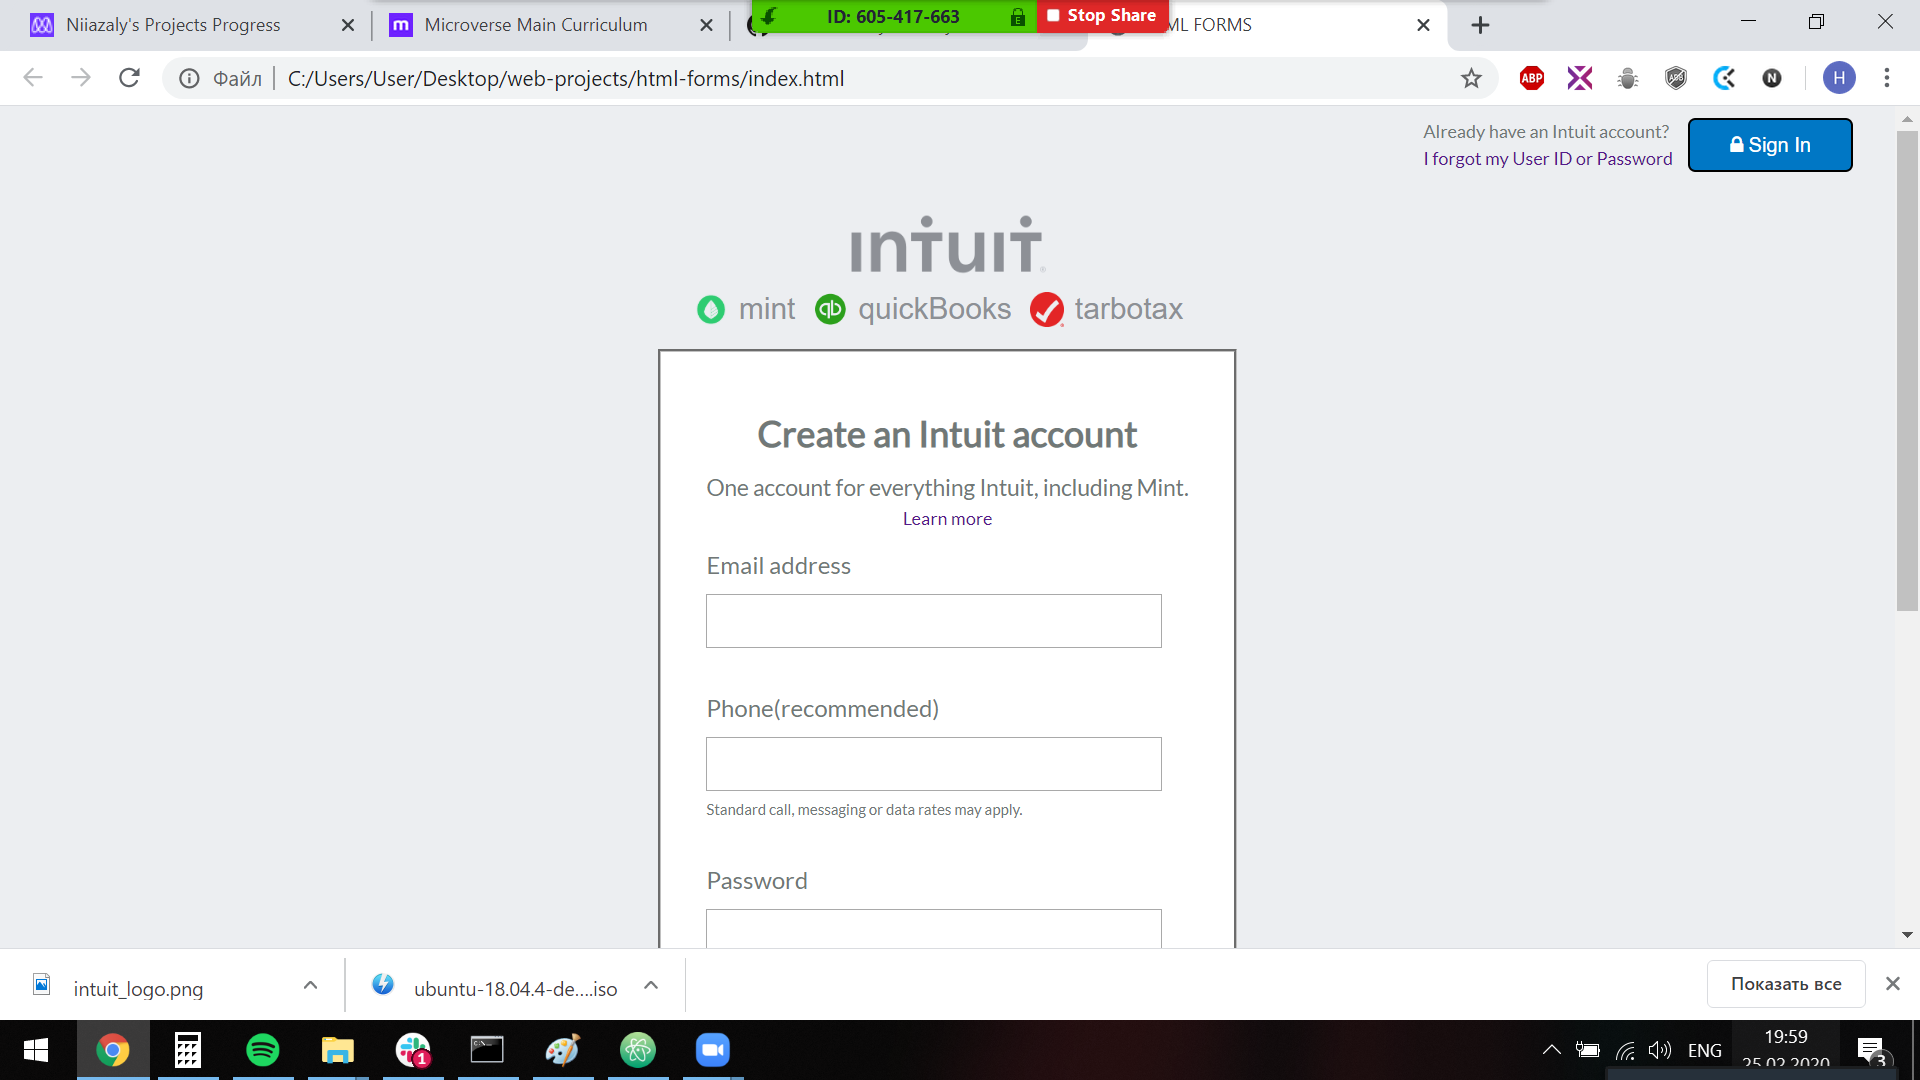 Niiazaly's Projects Progress
Microverse Main Curriculum
ID: 605-417-663
Stop Share
ML FORMS
Файл
C:/Users/User/Desktop/web-projects/html-forms/index.html
ABP
N
H
Already have an Intuit account?
I forgot my User ID or Password
Sign In
intuit
mint
qb
quickBooks
tarbotax
Create an Intuit account
One account for everything Intuit, including Mint.
Learn more
Email address
Phone(recommended)
Standard call, messaging or data rates may apply.
Password
intuit_logo.png
ubuntu-18.04.4-de....iso
Показать все
1
ENG
19:59
25.02.2020
3